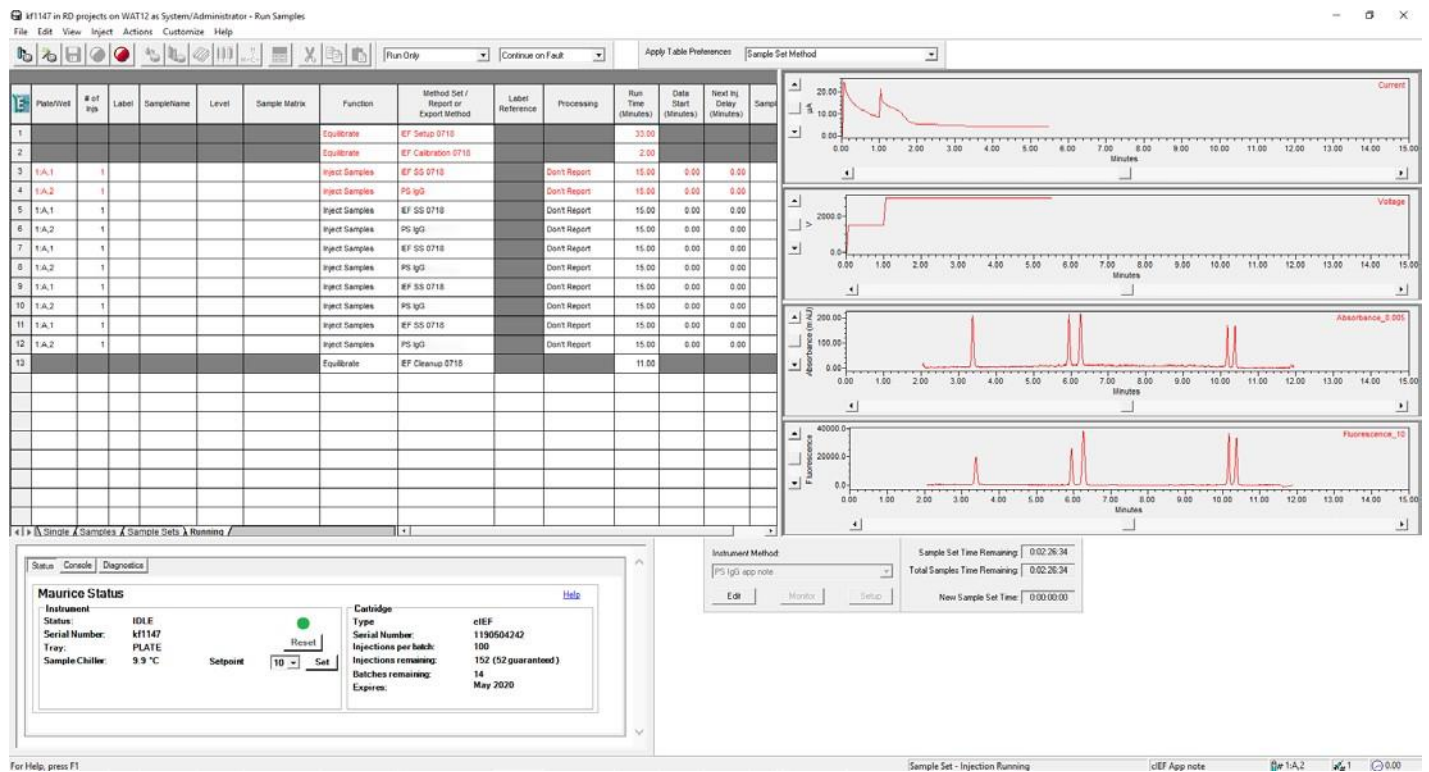 kf1147 in RD projects on WAT12 as System/Administrator - Run Samples
File Edit View Inject Actions Customize Help
Run Only Continue on Fault Apply Table Preferences Sample Set Method
Plate/Well # of Injs Label SampleName Level Sample Matrix Function Method Set / Report or Export Method Label Reference Processing Run Time (Minutes) Data Start (Minutes) Next Inj. Delay (Minutes) Sampl
1 Equilibrate IEF Setup 0718 33.00
2 Equilibrate IEF Calibration 0718 2.00
3 1:A,1 1 Inject Samples IEF SS 0718 Don't Report 15.00 0.00 0.00
4 1:A,2 1 Inject Samples PS IgG Don't Report 15.00 0.00 0.00
5 1:A,1 1 Inject Samples IEF SS 0718 Don't Report 15.00 0.00 0.00
6 1:A,2 1 Inject Samples PS IgG Don't Report 15.00 0.00 0.00
7 1:A,1 1 Inject Samples IEF SS 0718 Don't Report 15.00 0.00 0.00
8 1:A,2 1 Inject Samples PS IgG Don't Report 15.00 0.00 0.00
9 1:A,1 1 Inject Samples IEF SS 0718 Don't Report 15.00 0.00 0.00
10 1:A,2 1 Inject Samples PS IgG Don't Report 15.00 0.00 0.00
11 1:A,1 1 Inject Samples IEF SS 0718 Don't Report 15.00 0.00 0.00
12 1:A,2 1 Inject Samples PS IgG Don't Report 15.00 0.00 0.00
13 Equilibrate IEF Cleanup 0718 11.00
Single Samples Sample Sets Running
Current
µA
20.00
10.00
0.00
0.00 1.00 2.00 3.00 4.00 5.00 6.00 7.00 8.00 9.00 10.00 11.00 12.00 13.00 14.00 15.00
Minutes
Voltage
V
2000.0
0.0
0.00 1.00 2.00 3.00 4.00 5.00 6.00 7.00 8.00 9.00 10.00 11.00 12.00 13.00 14.00 15.00
Minutes
Absorbance_0.005
Absorbance (mAU)
200.00
100.00
0.00
0.00 1.00 2.00 3.00 4.00 5.00 6.00 7.00 8.00 9.00 10.00 11.00 12.00 13.00 14.00 15.00
Minutes
Fluorescence_10
Fluorescence
40000.0
20000.0
0.0
0.00 1.00 2.00 3.00 4.00 5.00 6.00 7.00 8.00 9.00 10.00 11.00 12.00 13.00 14.00 15.00
Minutes
Status Console Diagnostics
Maurice Status Help
Instrument
Status: IDLE
Serial Number: kf1147
Reset
Tray: PLATE
Sample Chiller: 9.9 °C Setpoint 10 Set
Cartridge
Type cIEF
Serial Number: 1190504242
Injections per batch: 100
Injections remaining: 152 (52 guaranteed)
Batches remaining: 14
Expires: May 2020
Instrument Method:
PS IgG app note
Edit Monitor Setup
Sample Set Time Remaining: 0:02:26:34
Total Samples Time Remaining: 0:02:26:34
New Sample Set Time: 0:00:00:00
For Help, press F1 Sample Set - Injection Running cIEF App note 1:A,2 1 0.00